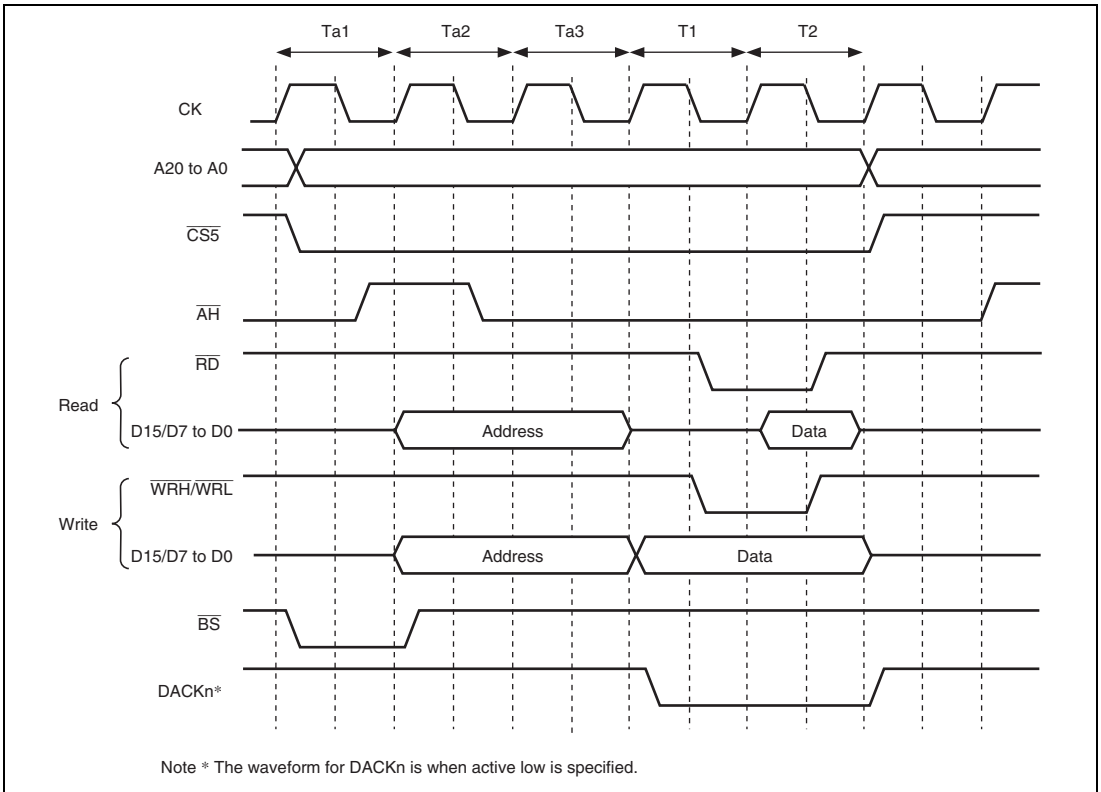 Ta1 Ta2 Ta3 T1 T2
CK
A20 to A0
CS5
AH
RD
Read
D15/D7 to D0 Address Data
WRH/WRL
Write
D15/D7 to D0 Address Data
BS
DACKn*
Note * The waveform for DACKn is when active low is specified.